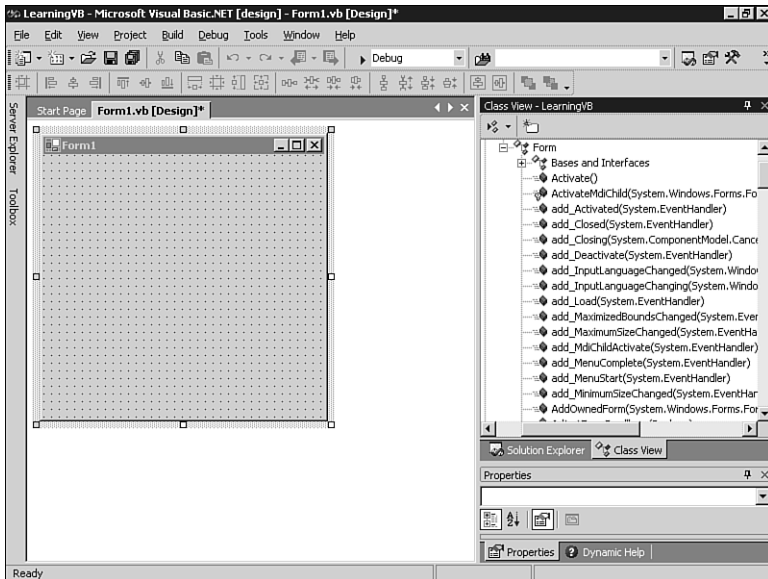 LearningVB - Microsoft Visual Basic.NET [design] - Form1.vb [Design]*
File Edit View Project Build Debug Tools Window Help
Debug
Server Explorer
Toolbox
Start Page Form1.vb [Design]*
Form1
Class View - LearningVB
Form
Bases and Interfaces
Activate()
ActivateMdiChild(System.Windows.Forms.Fo
add_Activated(System.EventHandler)
add_Closed(System.EventHandler)
add_Closing(System.ComponentModel.Cance
add_Deactivate(System.EventHandler)
add_InputLanguageChanged(System.Windo
add_InputLanguageChanging(System.Windo
add_Load(System.EventHandler)
add_MaximizedBoundsChanged(System.Ever
add_MaximumSizeChanged(System.EventHa
add_MdiChildActivate(System.EventHandler)
add_MenuComplete(System.EventHandler)
add_MenuStart(System.EventHandler)
add_MinimumSizeChanged(System.EventHar
AddOwnedForm(System.Windows.Forms.For
Solution Explorer Class View
Properties
Properties Dynamic Help
Ready